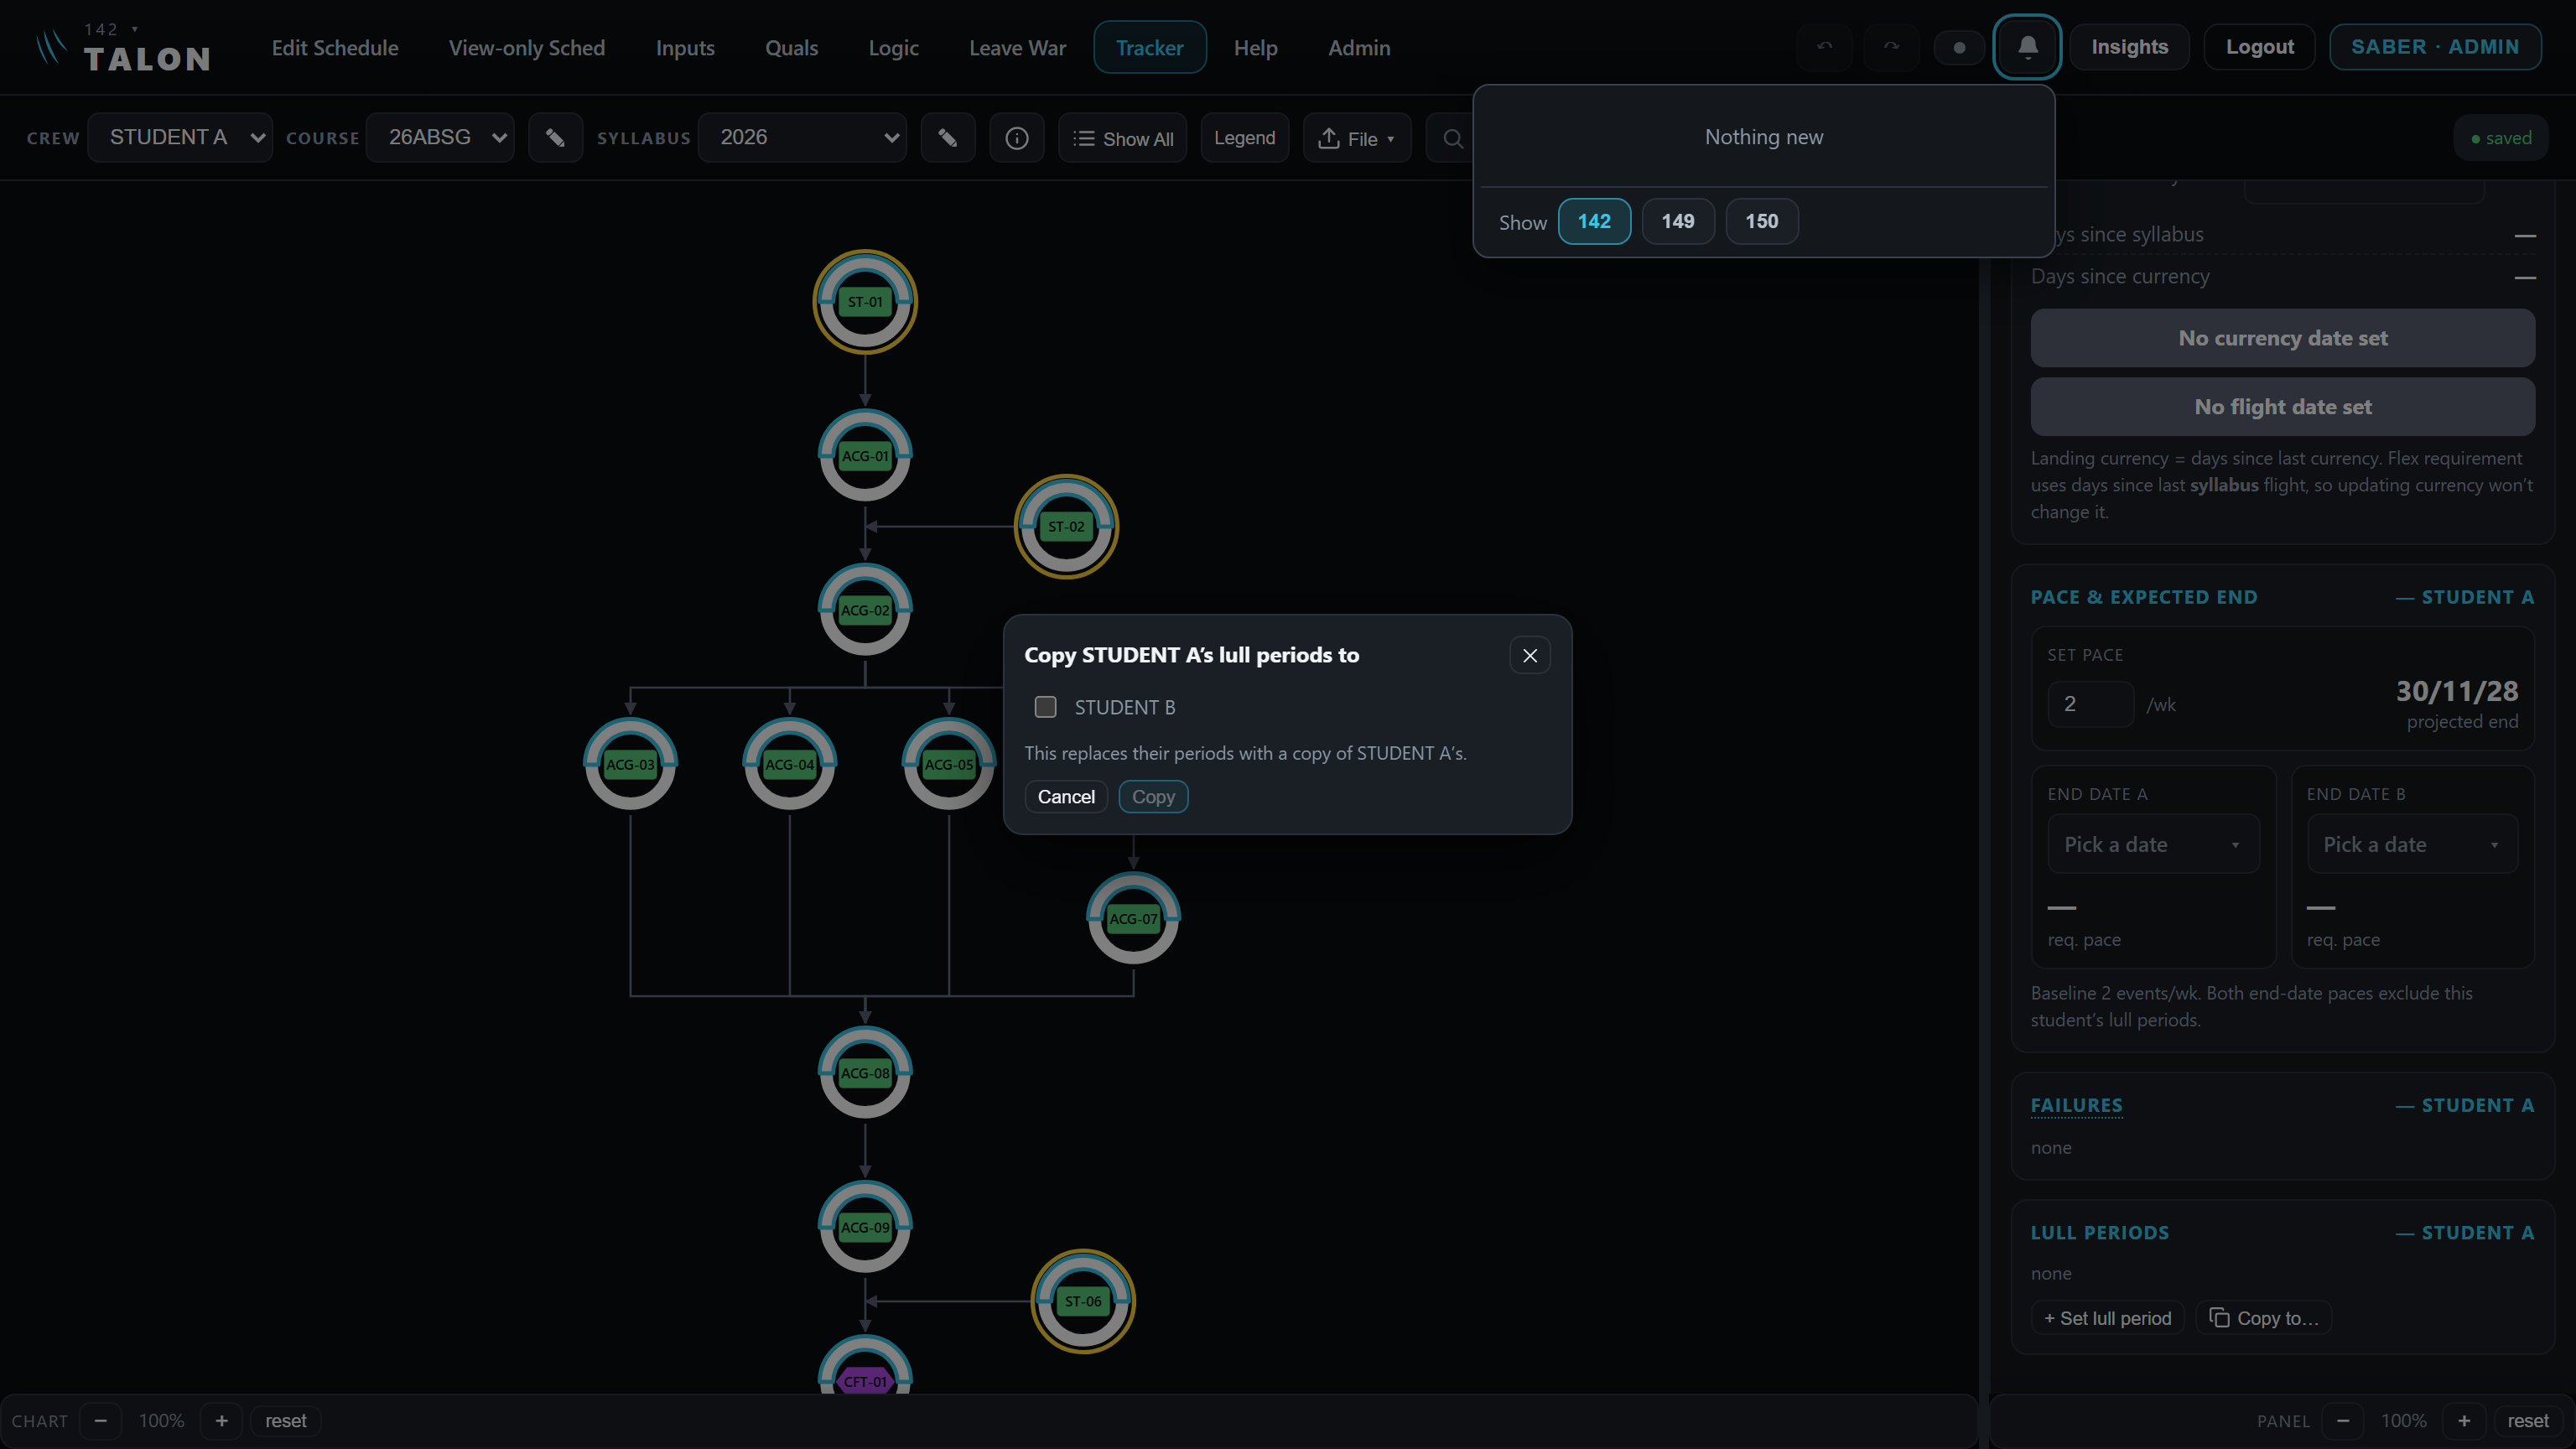 142 ▾
TALON
Edit Schedule
View-only Sched
Inputs
Quals
Logic
Leave War
Tracker
Help
Admin
Insights
Logout
SABER · ADMIN
CREW
STUDENT A
COURSE
26ABSG
SYLLABUS
2026
Show All
Legend
File ▾
saved
Nothing new
Show
142
149
150
ys since syllabus
—
Days since currency
—
No currency date set
No flight date set
Landing currency = days since last currency. Flex requirement
uses days since last syllabus flight, so updating currency won’t
change it.
ST-01
ACG-01
ST-02
ACG-02
ACG-03
ACG-04
ACG-05
ACG-07
ACG-08
ACG-09
ST-06
CFT-01
Copy STUDENT A’s lull periods to
STUDENT B
This replaces their periods with a copy of STUDENT A’s.
Cancel
Copy
PACE & EXPECTED END
— STUDENT A
SET PACE
2
/wk
30/11/28
projected end
END DATE A
Pick a date ▾
—
req. pace
END DATE B
Pick a date ▾
—
req. pace
Baseline 2 events/wk. Both end-date paces exclude this
student’s lull periods.
FAILURES
— STUDENT A
none
LULL PERIODS
— STUDENT A
none
+ Set lull period
Copy to…
CHART
−
100%
+
reset
PANEL
−
100%
+
reset